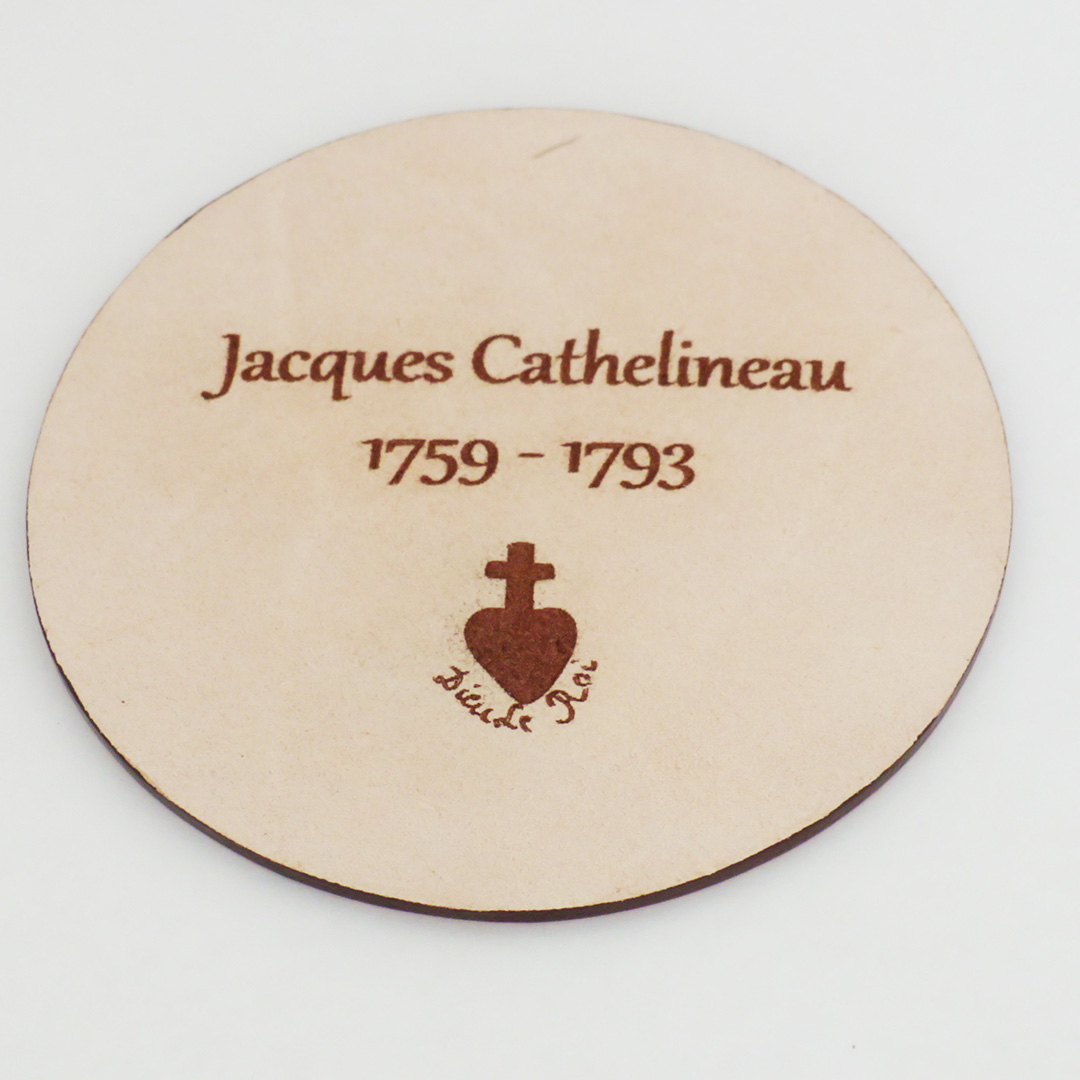 Jacques Cathelineau
1759 - 1793
Dieu Le Roi